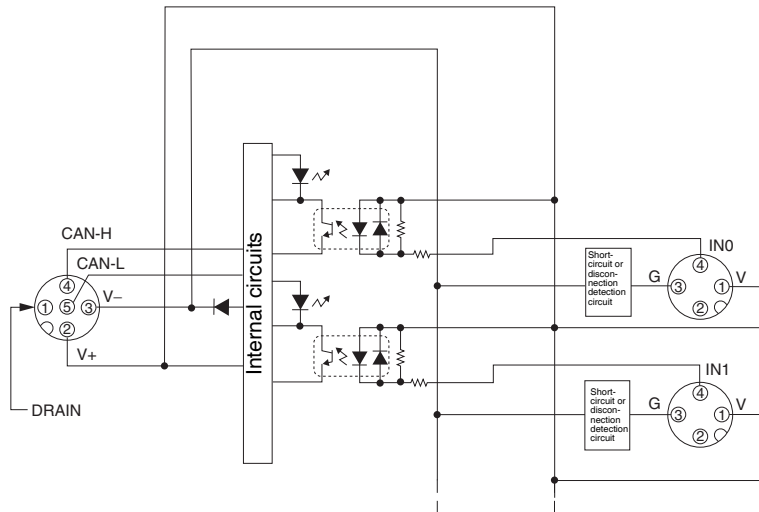 CAN-H
④
CAN-L
① ⑤ ③
V−
②
V+
DRAIN
Internal circuits
Short-
circuit or
discon-
nection
detection
circuit
G
IN0
④
③ ①
②
V
Short-
circuit or
discon-
nection
detection
circuit
G
IN1
④
③ ①
②
V